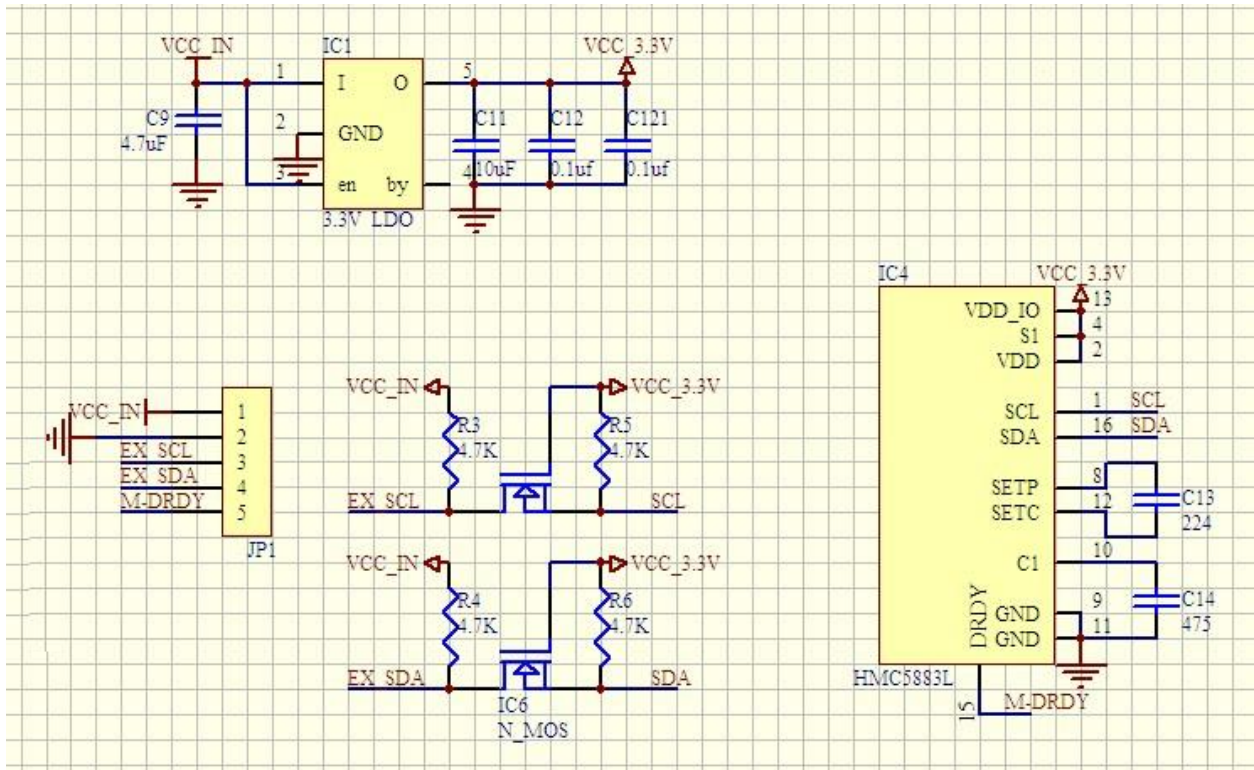 VCC_IN
IC1
VCC_3.3V
1
I
O
5
C9
4.7uF
2
GND
C11
10uF
C12
0.1uf
C121
0.1uf
3
en
by
4
3.3V LDO
IC4
VCC_3.3V
VDD_IO
13
S1
4
VDD
2
SCL
1
SCL
SDA
16
SDA
SETP
8
SETC
12
C13
224
C1
10
GND
9
GND
11
C14
475
DRDY
HMC5883L
15
M-DRDY
VCC_IN
1
2
EX_SCL
3
EX_SDA
4
M-DRDY
5
JP1
VCC_IN
VCC_3.3V
R3
4.7K
R5
4.7K
EX_SCL
SCL
VCC_IN
VCC_3.3V
R4
4.7K
R6
4.7K
EX_SDA
SDA
IC6
N_MOS